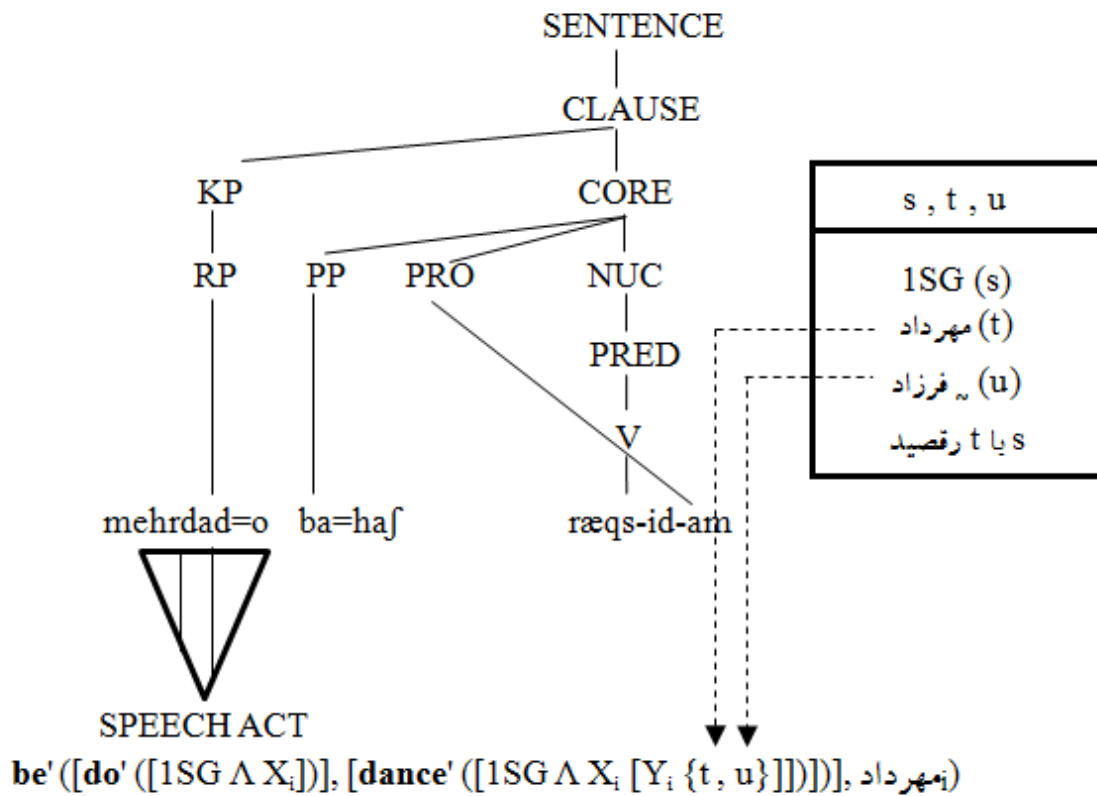 SENTENCE
CLAUSE
KP CORE
s , t , u
RP PP PRO NUC
1SG (s)
مهرداد (t)
PRED
~ فرزاد (u)
V
s با t رقصید
mehrdad=o ba=haʃ ræqs-id-am
SPEECH ACT
be' ([do' ([1SG Λ Xi])], [dance' ([1SG Λ Xi [Yi {t , u}]])])], مهردادi)